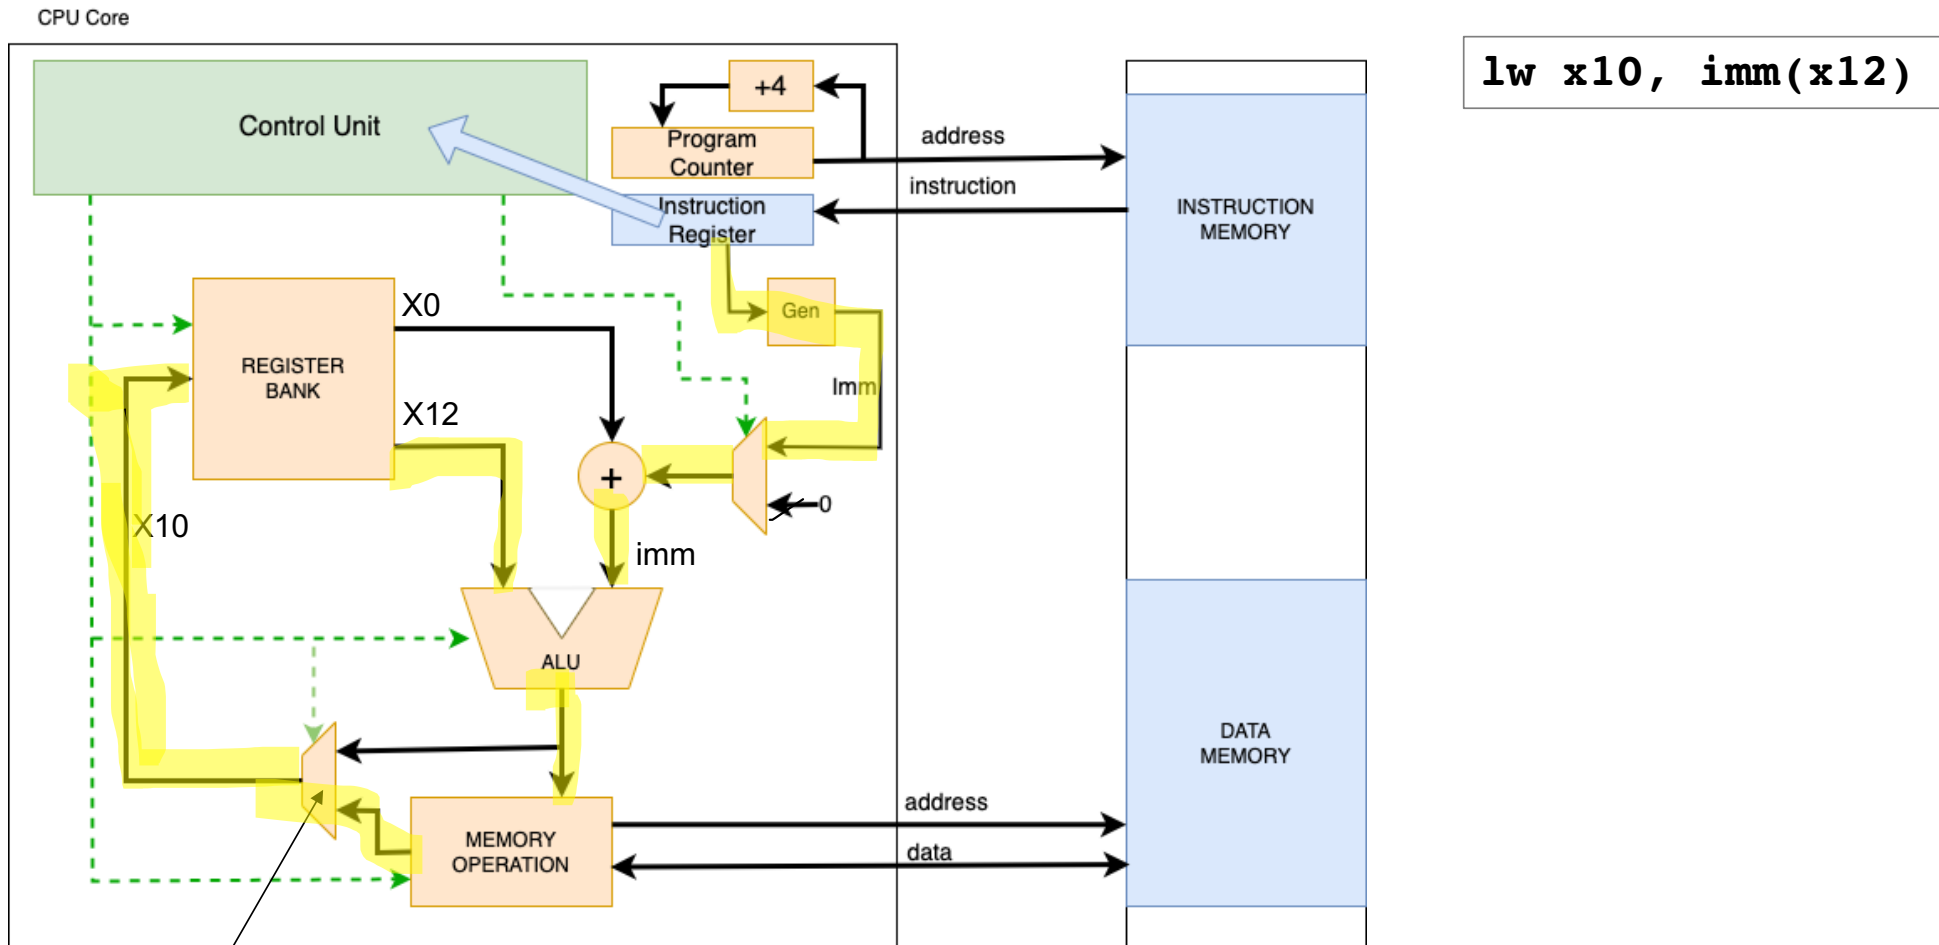 CPU Core
lw x10, imm(x12)
+4
Control Unit
Program
Counter
address
instruction
Instruction
Register
INSTRUCTION
MEMORY
X0
Gen
REGISTER
BANK
Imm
X12
+
0
X10
imm
ALU
DATA
MEMORY
address
MEMORY
OPERATION
data